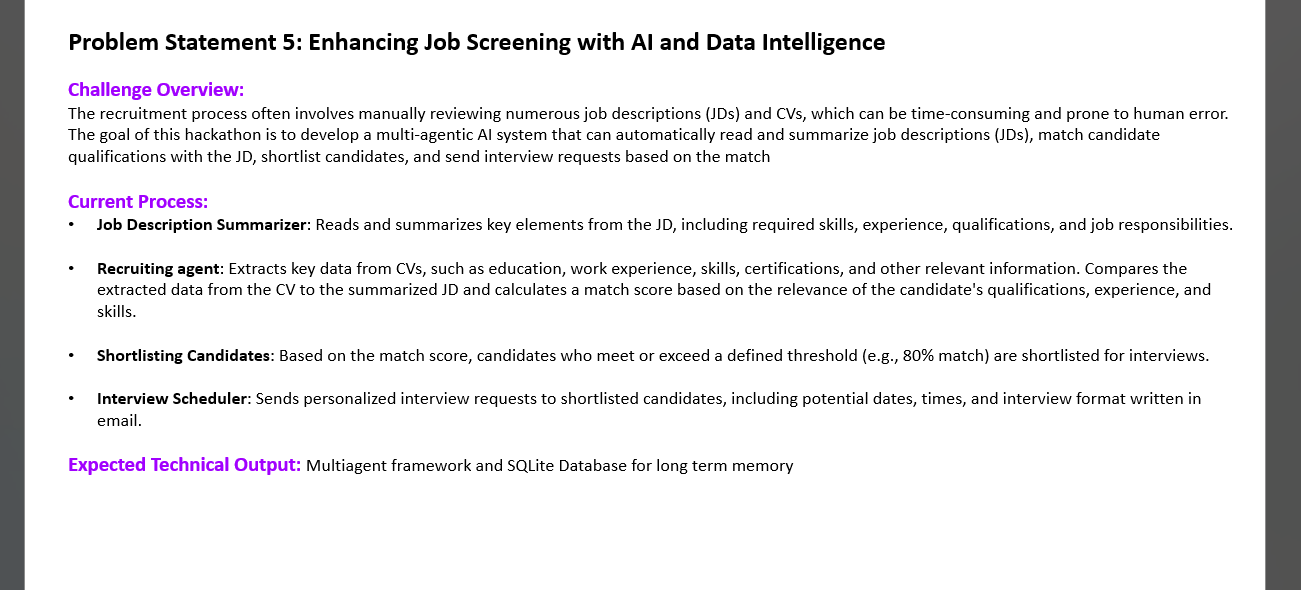 Problem Statement 5: Enhancing Job Screening with AI and Data Intelligence
Challenge Overview:
The recruitment process often involves manually reviewing numerous job descriptions (JDs) and CVs, which can be time-consuming and prone to human error.
The goal of this hackathon is to develop a multi-agentic AI system that can automatically read and summarize job descriptions (JDs), match candidate
qualifications with the JD, shortlist candidates, and send interview requests based on the match
Current Process:
• Job Description Summarizer: Reads and summarizes key elements from the JD, including required skills, experience, qualifications, and job responsibilities.
• Recruiting agent: Extracts key data from CVs, such as education, work experience, skills, certifications, and other relevant information. Compares the
extracted data from the CV to the summarized JD and calculates a match score based on the relevance of the candidate's qualifications, experience, and
skills.
• Shortlisting Candidates: Based on the match score, candidates who meet or exceed a defined threshold (e.g., 80% match) are shortlisted for interviews.
• Interview Scheduler: Sends personalized interview requests to shortlisted candidates, including potential dates, times, and interview format written in
email.
Expected Technical Output: Multiagent framework and SQLite Database for long term memory